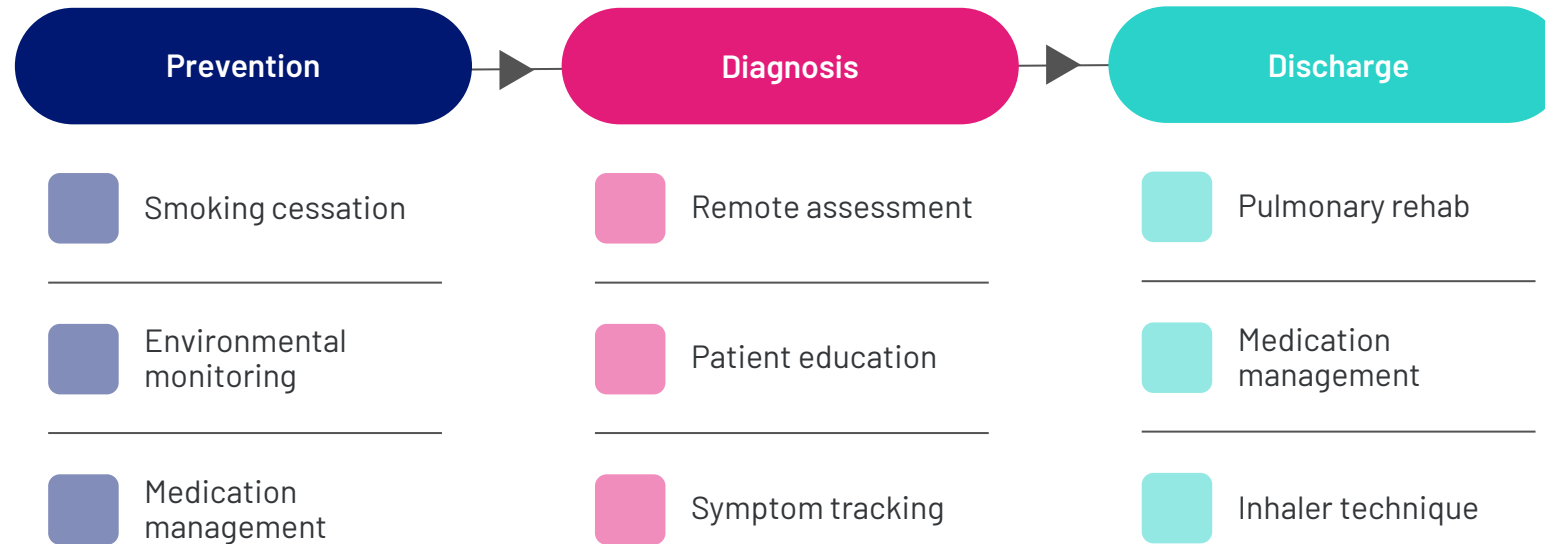 Prevention
Diagnosis
Discharge
Smoking cessation
Remote assessment
Pulmonary rehab
Environmental
monitoring
Patient education
Medication
management
Medication
management
Symptom tracking
Inhaler technique